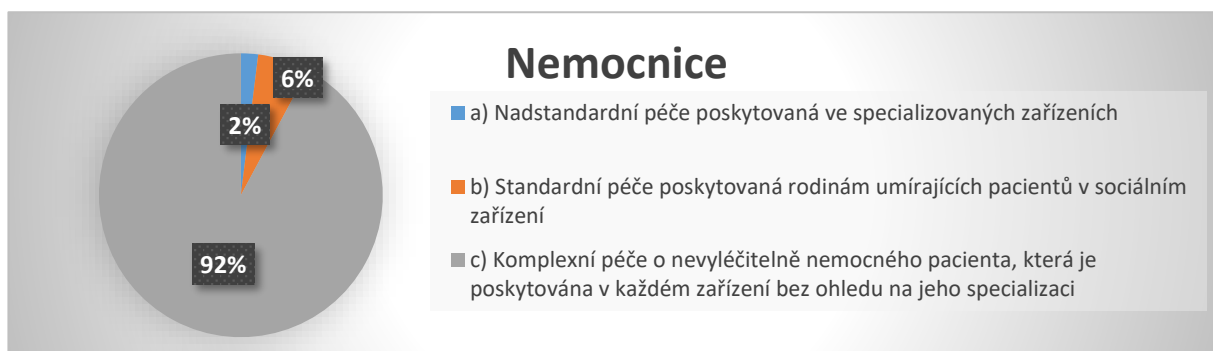 Nemocnice
6%
2%
92%
a) Nadstandardní péče poskytovaná ve specializovaných zařízeních
b) Standardní péče poskytovaná rodinám umírajících pacientů v sociálním
zařízení
c) Komplexní péče o nevyléčitelně nemocného pacienta, která je
poskytována v každém zařízení bez ohledu na jeho specializaci